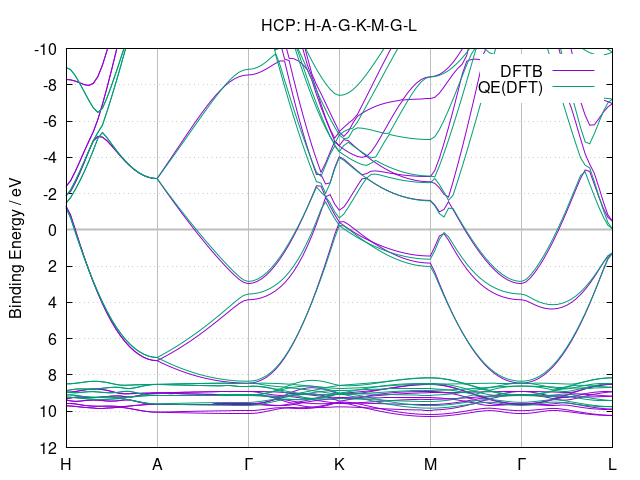 HCP: H-A-G-K-M-G-L
-10
-8
-6
-4
-2
0
2
4
6
8
10
12
Binding Energy / eV
DFTB
QE(DFT)
H A Γ K M Γ L